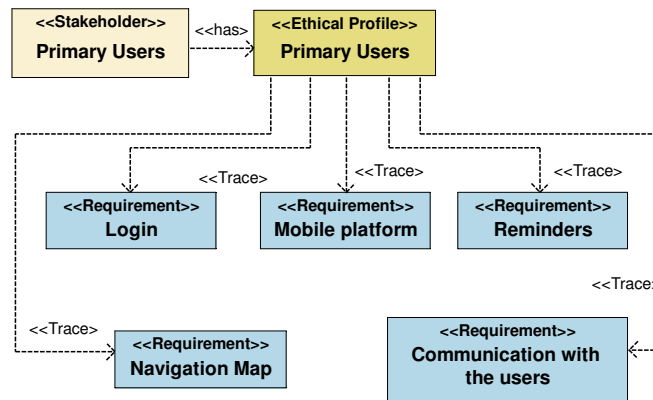 <<Stakeholder>>
Primary Users
<<has>>
<<Ethical Profile>>
Primary Users
<<Trace>>
<<Trace>>
<<Trace>>
<<Requirement>>
Login
<<Requirement>>
Mobile platform
<<Requirement>>
Reminders
<<Trace>
<<Trace>>
<<Requirement>>
Navigation Map
<<Requirement>>
Communication with
the users